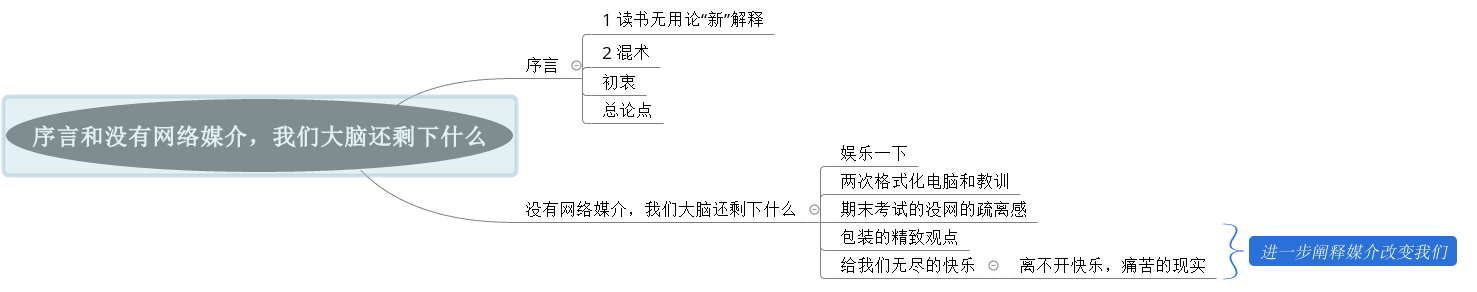 序言和没有网络媒介，我们大脑还剩下什么
序言
1 读书无用论“新”解释
2 混术
初衷
总论点
没有网络媒介，我们大脑还剩下什么
娱乐一下
两次格式化电脑和教训
期末考试的没网的疏离感
包装的精致观点
给我们无尽的快乐
离不开快乐，痛苦的现实
进一步阐释媒介改变我们